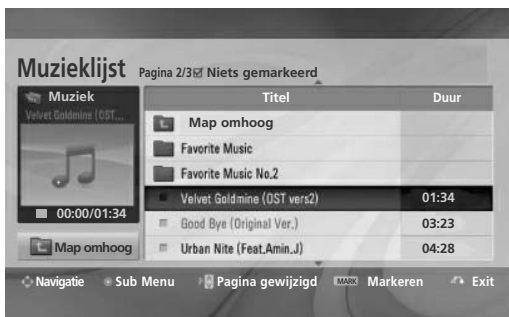 Muzieklijst Pagina 2/3 Niets gemarkeerd
Muziek
Velvet Goldmine (OST...
00:00/01:34
Map omhoog
Titel Duur
Map omhoog
Favorite Music
Favorite Music No.2
Velvet Goldmine (OST vers2) 01:34
Good Bye (Original Ver.) 03:23
Urban Nite (Feat.Amin.J) 04:28
Navigatie Sub Menu Pagina gewijzigd MARK Markeren Exit